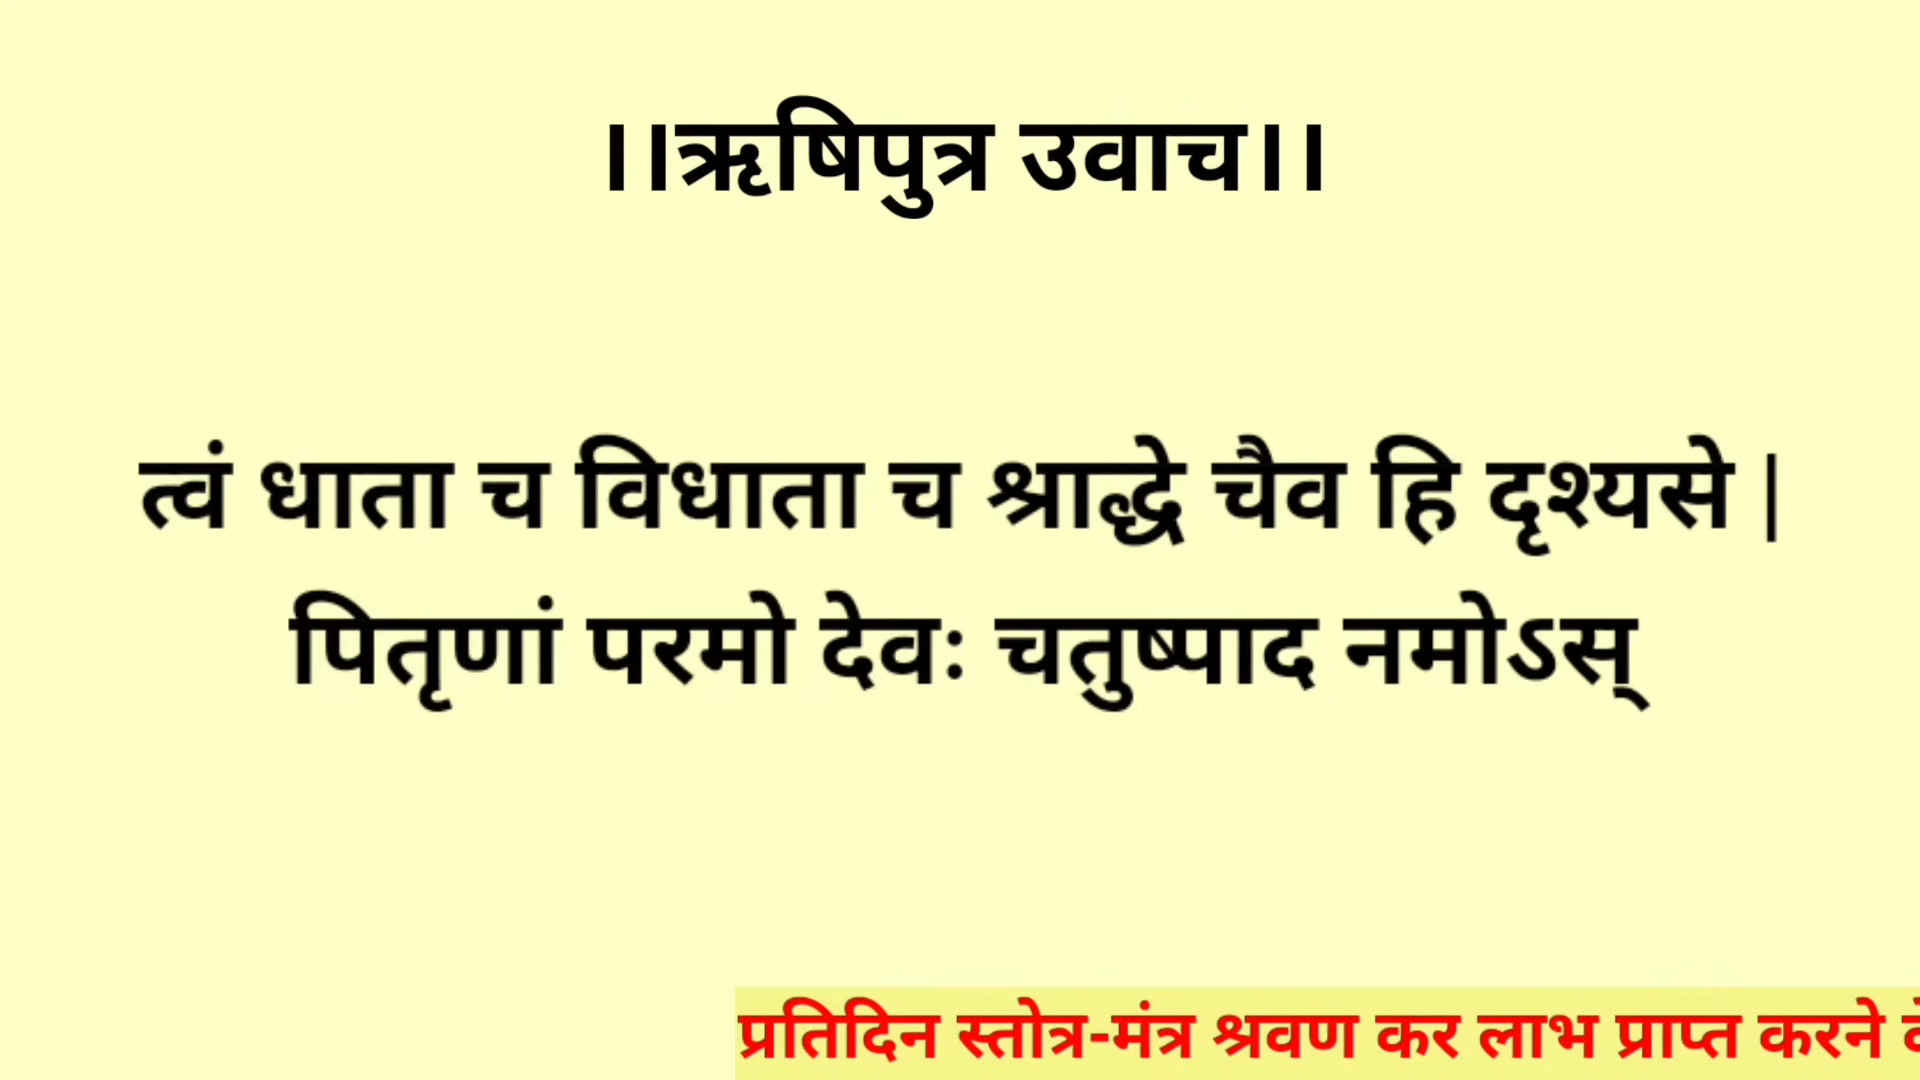 ।।ऋषिपुत्र उवाच।।
त्वं धाता च विधाता च श्राद्धे चैव हि दृश्यसे |
पितृणां परमो देवः चतुष्पाद नमोऽस्
प्रतिदिन स्तोत्र-मंत्र श्रवण कर लाभ प्राप्त करने